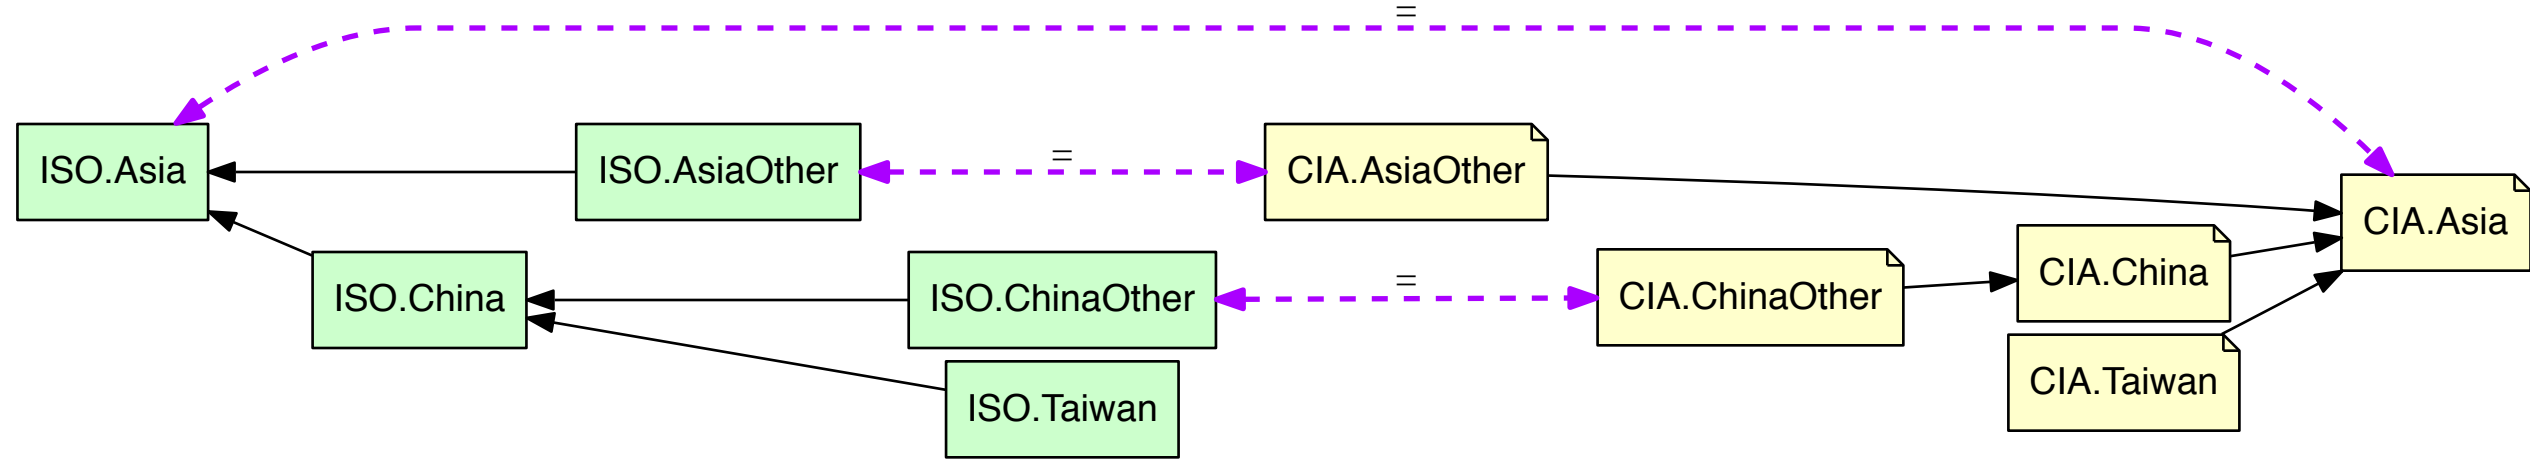 =
ISO.Asia
ISO.AsiaOther
=
CIA.AsiaOther
CIA.Asia
ISO.China
ISO.ChinaOther
=
CIA.ChinaOther
CIA.China
ISO.Taiwan
CIA.Taiwan